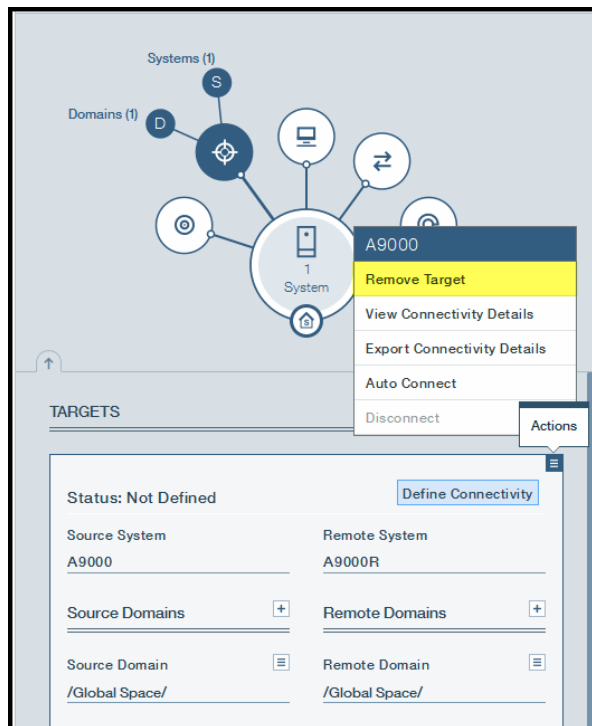 Systems (1)
S
Domains (1)
D
1
System
S
A9000
Remove Target
View Connectivity Details
Export Connectivity Details
Auto Connect
Disconnect
Actions
TARGETS
Status: Not Defined
Define Connectivity
Source System
Remote System
A9000
A9000R
Source Domains
Remote Domains
Source Domain
Remote Domain
/Global Space/
/Global Space/